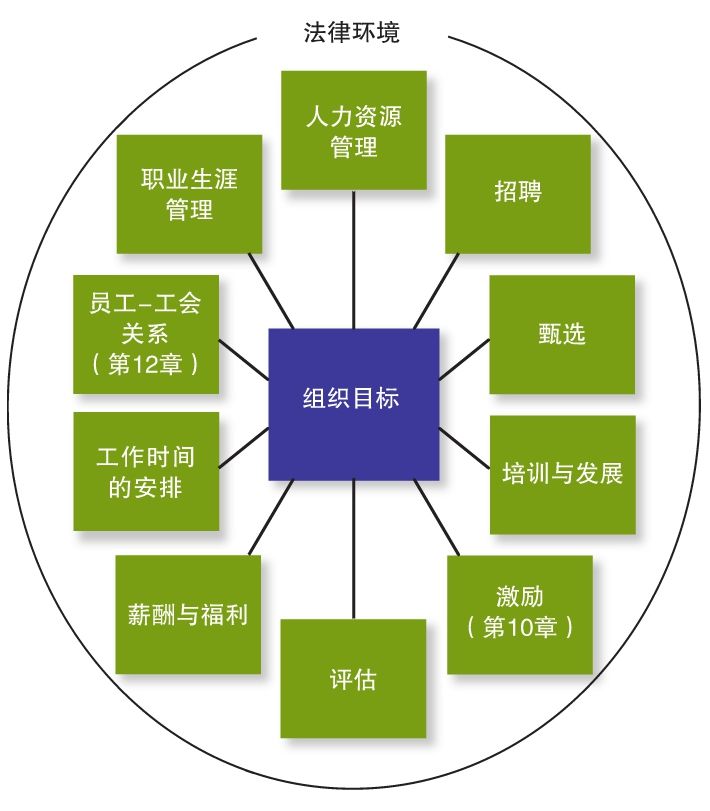 法律环境
人力资源
管理
招聘
甄选
培训与发展
激励
（第10章）
评估
薪酬与福利
工作时间
的安排
员工–工会
关系
（第12章）
职业生涯
管理
组织目标